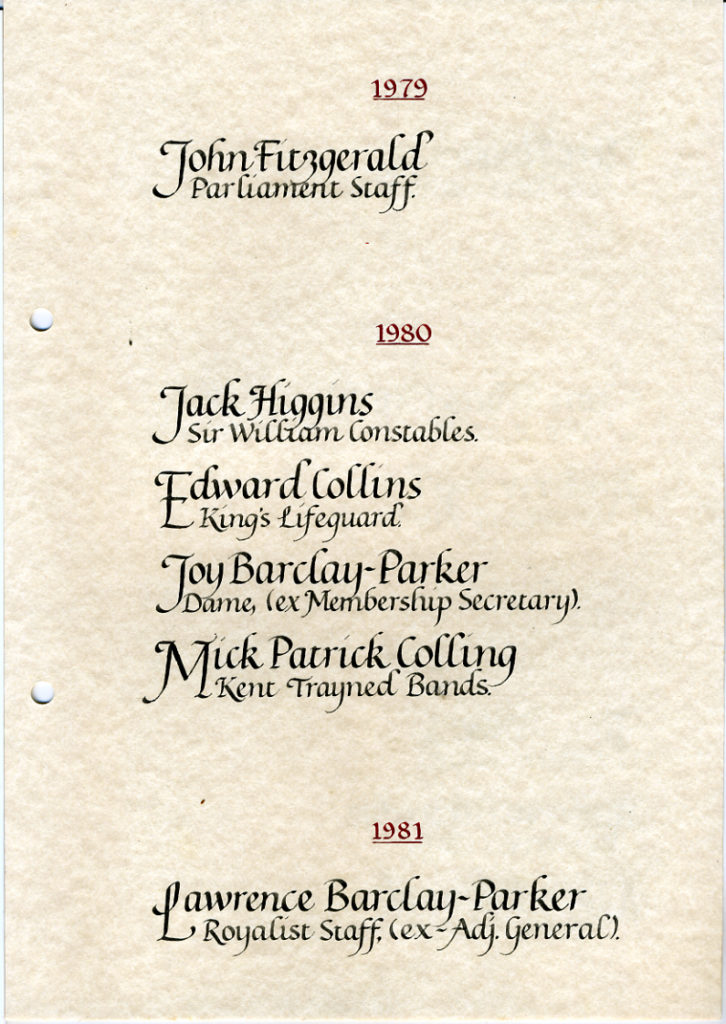 1979
John Fitzgerald
Parliament Staff.
1980
Jack Higgins
Sir William Constables.
Edward Collins
King's Lifeguard.
Joy Barclay-Parker
Dame, (ex Membership Secretary).
Mick Patrick Colling
Kent Trayned Bands.
1981
Lawrence Barclay-Parker
Royalist Staff, (ex-Adj. General).